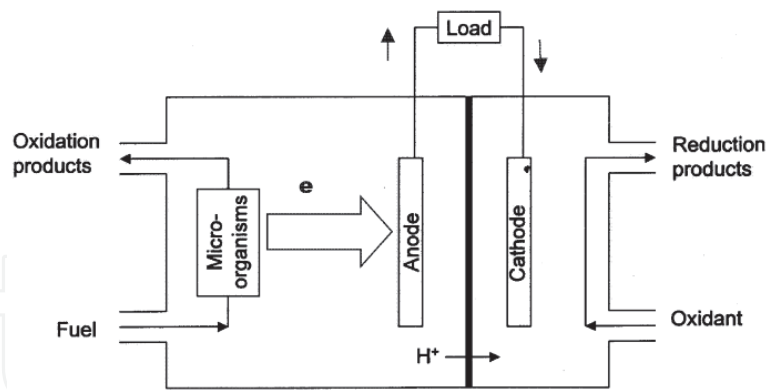 Load
Oxidation
products
Reduction
products
e
Micro-
organisms
Anode
Cathode
Fuel
Oxidant
H⁺